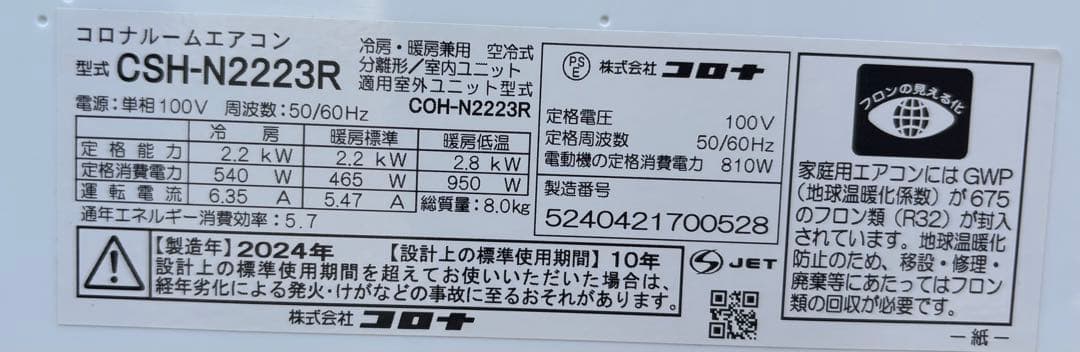 コロナルームエアコン
型式 CSH-N2223R
冷房・暖房兼用 空冷式
分離形/室内ユニット
適用室外ユニット型式
COH-N2223R
電源:単相100V 周波数:50/60Hz
冷房 暖房標準 暖房低温
定格能力 2.2 kW 2.2 kW 2.8 kW
定格消費電力 540 W 465 W 950 W
運転電流 6.35 A 5.47 A 総質量:8.0kg
通年エネルギー消費効率:5.7
【製造年】2024年 【設計上の標準使用期間】10年
設計上の標準使用期間を超えてお使いいただいた場合は、
経年劣化による発火・けがなどの事故に至るおそれがあります。
株式会社 コロナ
PSE 株式会社 コロナ
定格電圧 100V
定格周波数 50/60Hz
電動機の定格消費電力 810W
製造番号
5240421700528
JET
フロンの見える化
家庭用エアコンにはGWP
(地球温暖化係数)が675
のフロン類(R32)が封入
されています。地球温暖化
防止のため、移設・修理・
廃棄等にあたってはフロン
類の回収が必要です。
-紙-